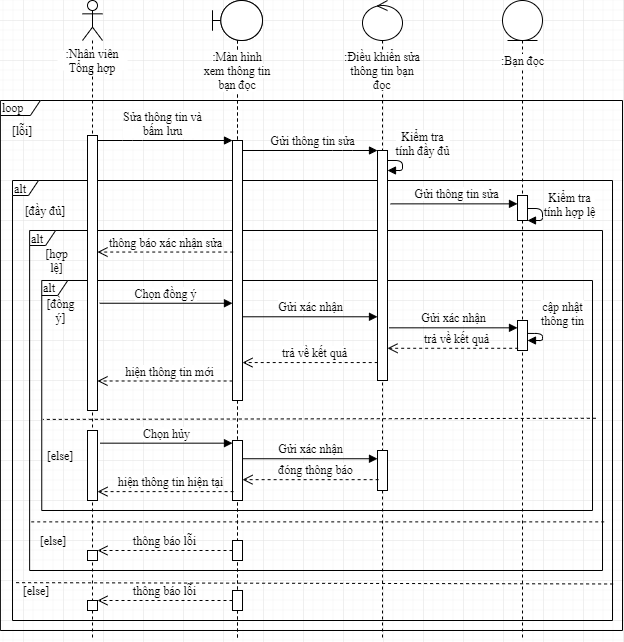 :Nhân viên
Tổng hợp
:Màn hình
xem thông tin
bạn đọc
:Điều khiển sửa
thông tin bạn
đọc
:Bạn đọc
loop
[lỗi]
Sửa thông tin và
bấm lưu
Gửi thông tin sửa
Kiểm tra
tính đầy đủ
alt
[đầy đủ]
Gửi thông tin sửa
Kiểm tra
tính hợp lệ
alt
[hợp
lệ]
thông báo xác nhận sửa
alt
[đồng
ý]
Chọn đồng ý
Gửi xác nhận
Gửi xác nhận
cập nhật
thông tin
trả về kết quả
trả về kết quả
hiện thông tin mới
[else]
Chọn hủy
Gửi xác nhận
đóng thông báo
hiện thông tin hiện tại
[else]
thông báo lỗi
[else]
thông báo lỗi